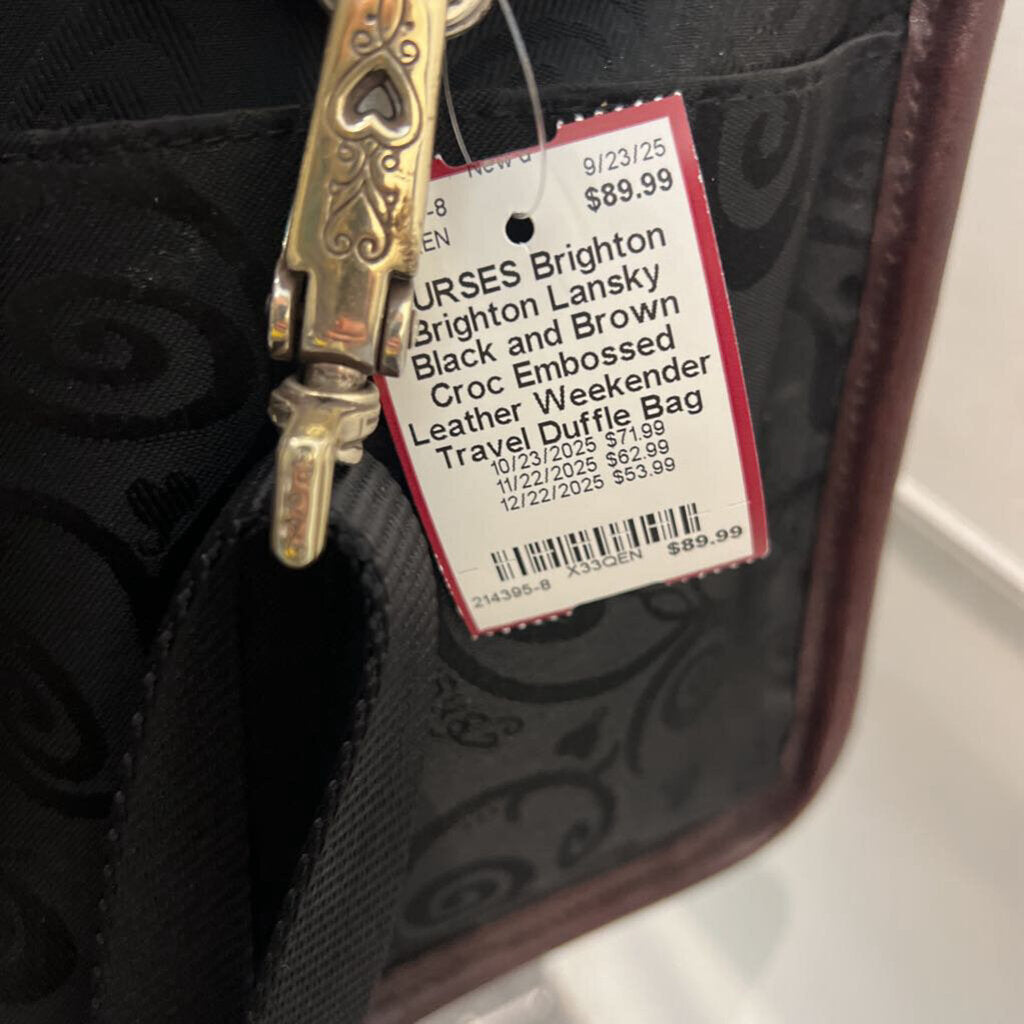 9/23/25
-8 $89.99
EN
URSES Brighton
Brighton Lansky
Black and Brown
Croc Embossed
Leather Weekender
Travel Duffle Bag
10/23/2025 $71.99
11/22/2025 $62.99
12/22/2025 $53.99
X33QEN $89.99
214395-8